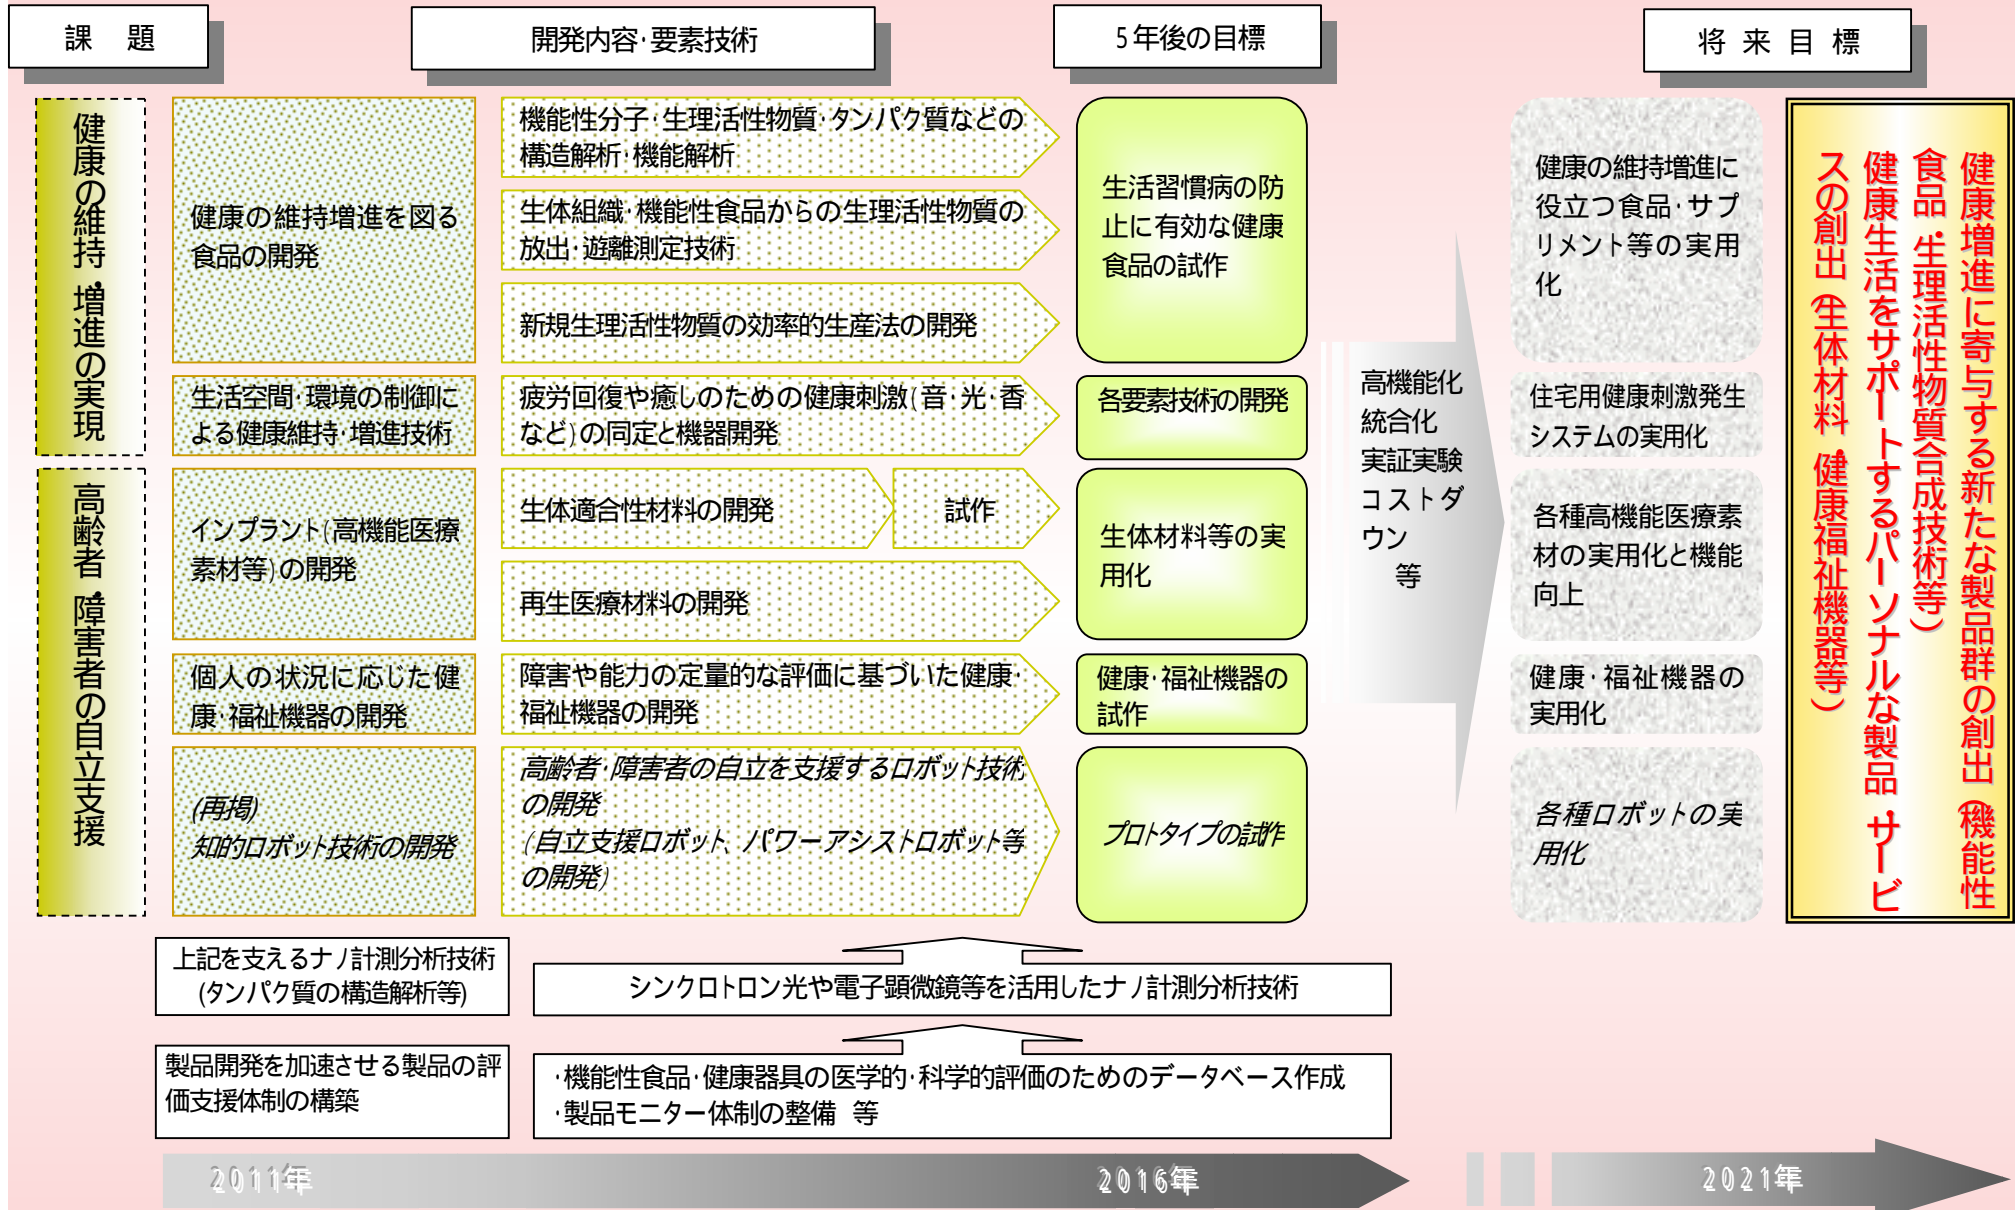 課 題
開発内容・要素技術
5年後の目標
将 来 目 標
健康の維持・増進の実現
健康の維持増進を図る
食品の開発
機能性分子・生理活性物質・タンパク質などの
構造解析・機能解析
生体組織・機能性食品からの生理活性物質の
放出・遊離測定技術
新規生理活性物質の効率的生産法の開発
生活習慣病の防
止に有効な健康
食品の試作
健康の維持増進に
役立つ食品・サプ
リメント等の実用
化
生活空間・環境の制御に
よる健康維持・増進技術
疲労回復や癒しのための健康刺激(音・光・香
など)の同定と機器開発
各要素技術の開発
住宅用健康刺激発生
システムの実用化
高齢者・障害者の自立支援
インプラント(高機能医療
素材等)の開発
生体適合性材料の開発
試作
再生医療材料の開発
生体材料等の実
用化
各種高機能医療素
材の実用化と機能
向上
個人の状況に応じた健
康・福祉機器の開発
障害や能力の定量的な評価に基づいた健康・
福祉機器の開発
健康・福祉機器の
試作
健康・福祉機器の
実用化
(再掲)
知的ロボット技術の開発
高齢者・障害者の自立を支援するロボット技術
の開発
(自立支援ロボット、パワーアシストロボット等
の開発)
プロトタイプの試作
各種ロボットの実
用化
高機能化
統合化
実証実験
コストダ
ウン
等
健康増進に寄与する新たな製品群の創出(機能性
食品・生理活性物質合成技術等)
健康生活をサポートするパーソナルな製品・サービ
スの創出(生体材料・健康福祉機器等)
上記を支えるナノ計測分析技術
(タンパク質の構造解析等)
シンクロトロン光や電子顕微鏡等を活用したナノ計測分析技術
製品開発を加速させる製品の評
価支援体制の構築
・機能性食品・健康器具の医学的・科学的評価のためのデータベース作成
・製品モニター体制の整備 等
2011年
2016年
2021年